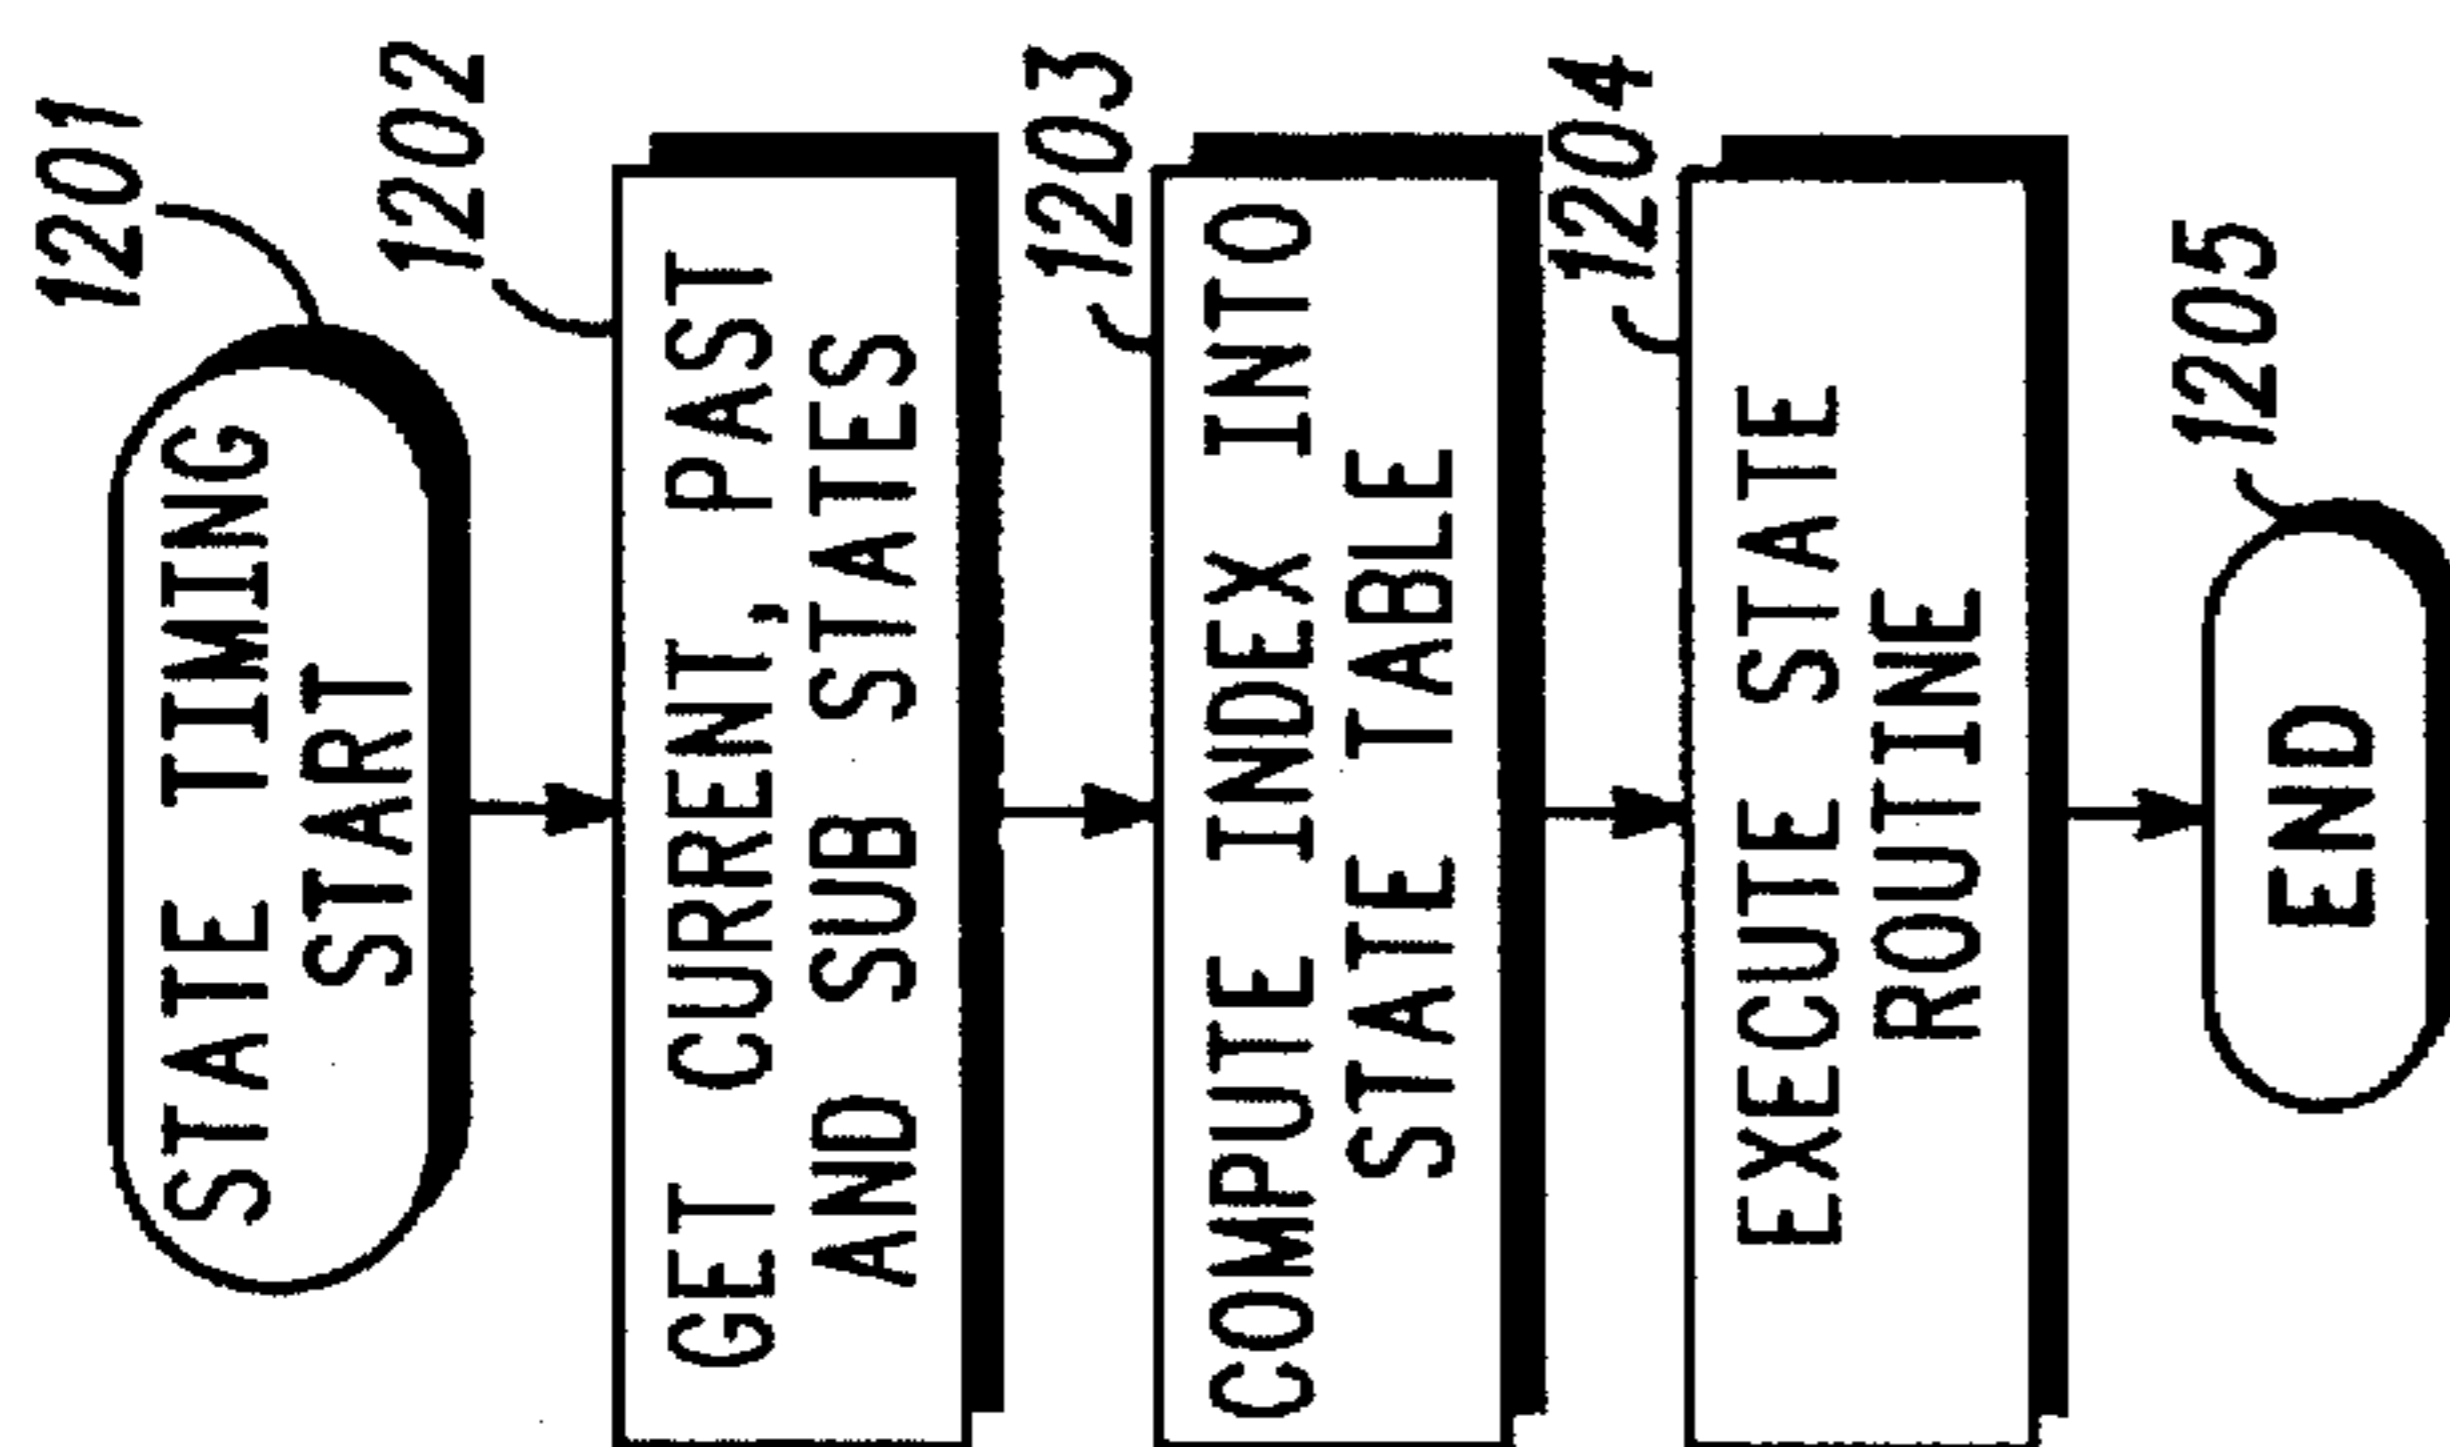 1201
STATE TIMING
START
1202
GET CURRENT, PAST
AND SUB STATES
1203
COMPUTE INDEX INTO
STATE TABLE
1204
EXECUTE STATE
ROUTINE
1205
END